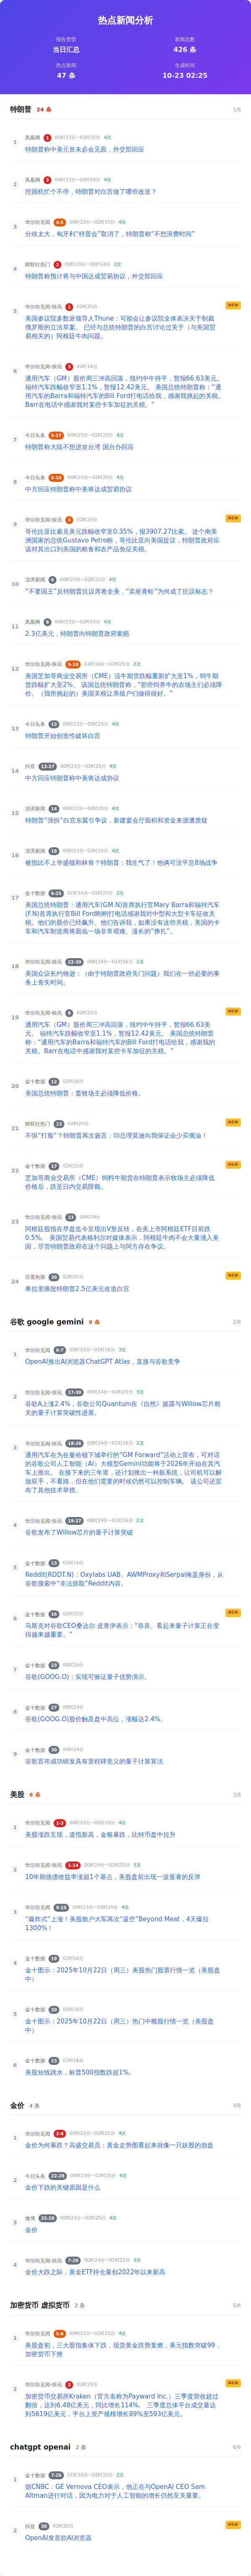 热点新闻分析
报告类型
新闻总数
当日汇总
426 条
热点新闻
生成时间
47 条
10-23 02:25
特朗普 24 条 1/6
1 凤凰网 1 00时23分~02时25分 4次
特朗普称中美元首未必会见面，外交部回应
2 凤凰网 3 00时23分~02时25分 4次
挖掘机忙个不停，特朗普对白宫做了哪些改造？
3 华尔街见闻 4-5 00时23分~02时25分 4次
分歧太大，匈牙利“特普会”取消了，特朗普称“不想浪费时间”
4 财联社热门 1 00时23分~00时24分 2次
特朗普称预计将与中国达成贸易协议，外交部回应
5 华尔街见闻-快讯 1 02时25分 NEW
美国参议院多数派领导人Thune：可能会让参议院全体表决关于制裁
俄罗斯的立法草案。 已经与总统特朗普的白宫讨论过关于（与美国贸
易相关的）阿根廷牛肉问题。
6 华尔街见闻-快讯 3 01时16分
通用汽车（GM）股价周三冲高回落，纽约中午持平，暂报66.63美元。
福特汽车跌幅收窄至1.1%，暂报12.42美元。 美国总统特朗普称：“通
用汽车的Barra和福特汽车的Bill Ford打电话给我，感谢我挑起的关税。
Barr在电话中感谢我对某些卡车加征的关税。”
7 今日头条 5-17 00时23分~02时25分 4次
特朗普称大陆不想进攻台湾 国台办回应
8 今日头条 5-10 00时23分~02时25分 4次
中方回应特朗普称中美将达成贸易协议
9 华尔街见闻-快讯 4 02时25分 NEW
哥伦比亚比索兑美元跌幅收窄至0.35%，报3907.27比索。 这个南美
洲国家的总统Gustavo Petro称，哥伦比亚向美国提议，特朗普政府应
该对其出口到美国的粮食和农产品免征关税。
10 澎湃新闻 9 00时23分~02时25分 4次
“不要国王”反特朗普抗议席卷全美，“卖崽青蛙”为何成了抗议标志？
11 凤凰网 6 00时23分~02时25分 4次
2.3亿美元，特朗普向特朗普政府索赔
12 华尔街见闻-快讯 5-18 01时16分~02时25分 2次
美国芝加哥商业交易所（CME）活牛期货跌幅重新扩大至1%，饲牛期
货跌幅扩大至2%。 该国总统特朗普称，“那些饲养牛的农场主们必须降
价。（我所挑起的）美国关税让养殖户们做得很好。”
13 今日头条 13 00时23分~02时25分 4次
特朗普开始创造性破坏白宫
14 抖音 13-27 00时23分~02时25分 4次
中方回应特朗普称中美将达成协议
15 澎湃新闻 14 00时23分~02时25分 4次
特朗普“强拆”白宫东翼引争议，新建宴会厅面积和资金来源遭质疑
16 澎湃新闻 18 00时23分~02时25分 4次
被指比不上华盛顿和林肯？特朗普：我生气了！他俩可没平息8场战争
17 金十数据 6-25 01时16分~02时25分 2次
美国总统特朗普：通用汽车(GM.N)首席执行官Mary Barra和福特汽车
(F.N)首席执行官Bill Ford刚刚打电话感谢我对中型和大型卡车征收关
税。他们的股价已经飙升。他们告诉我，如果没有这些关税，美国的卡
车和汽车制造商将面临一场非常艰难、漫长的“挣扎”。
18 华尔街见闻-快讯 22-30 00时24分~01时16分 2次
美国众议长约翰逊：（由于特朗普政府关门问题）我们在一些必要的事
务上丧失时间。
19 华尔街见闻-快讯 8 02时25分 NEW
通用汽车（GM）股价周三冲高回落，纽约中午持平，暂报66.63美
元。 福特汽车跌幅收窄至1.1%，暂报12.42美元。 美国总统特朗普
称：“通用汽车的Barra和福特汽车的Bill Ford打电话给我，感谢我的
关税。Barr在电话中感谢我对某些卡车加征的关税。”
20 金十数据 12 01时16分
美国总统特朗普：畜牧场主必须降低价格。
21 财联社热门 13 02时25分 NEW
不惧“打脸”？特朗普再次扬言：印总理莫迪向我保证会少买俄油！
22 金十数据 17 02时25分 NEW
芝加哥商业交易所（CME）饲料牛期货在特朗普表示牧场主必须降低
价格后，跌至日内交易限额。
23 华尔街见闻-快讯 23 00时24分
阿根廷股指在早盘迄今呈现出V形反转，在美上市阿根廷ETF目前跌
0.5%。 美国贸易代表格利尔对媒体表示，阿根廷牛肉不会大量涌入美
国，尽管特朗普政府在这个问题上与阿方存在争议。
24 百度热搜 30 02时25分 NEW
希拉里痛批特朗普2.5亿美元改造白宫
谷歌 google gemini 9 条 2/6
1 华尔街见闻 6-7 00时23分~01时16分 3次
OpenAI推出AI浏览器ChatGPT Atlas，直接与谷歌竞争
2 华尔街见闻-快讯 17-30 00时24分~02时25分 3次
谷歌A上涨2.4%，谷歌公司Quantum在《自然》披露与Willow芯片相
关的量子计算突破性进展。
3 华尔街见闻-快讯 18-26 00时24分~01时16分 2次
通用汽车在为在曼哈顿下城举行的“GM Forward”活动上宣布，可对话
的谷歌公司人工智能（AI）大模型Gemini功能将于2026年开始在其汽
车上推出。 在接下来的三年里，还计划推出一种新系统，让司机可以解
放双手，不看路，但在他们需要的时候仍然可以控制车辆。 该公司还宣
布了其他技术举措。
4 华尔街见闻-快讯 19-27 00时24分~01时16分 2次
谷歌发布了Willow芯片的量子计算突破
5 金十数据 13 01时16分
Reddit(RDDT.N)：Oxylabs UAB、AWMProxy和Serpai掩盖身份，从
谷歌搜索中“非法抓取”Reddit内容。
6 金十数据 16 02时25分 NEW
马斯克对谷歌CEO桑达尔·皮查伊表示：“恭喜。看起来量子计算正在变
得越来越重要。”
7 金十数据 23 00时24分
谷歌(GOOG.O)：实现可验证量子优势演示。
8 金十数据 27 00时24分
谷歌(GOOG.O)股价触及盘中高位，涨幅达2.4%。
9 金十数据 30 00时24分
谷歌宣布成功研发具有里程碑意义的量子计算算法
美股 6 条 3/6
1 华尔街见闻 1-3 00时23分~02时25分 4次
美股涨跌互现，道指新高，金银暴跌，比特币盘中拉升
2 华尔街见闻-快讯 1-14 00时24分~02时25分 3次
10年期德债收益率涨超1个基点，美股盘前出现一波显著的反弹
3 华尔街见闻 9-10 00时23分~02时25分 4次
“爆炸式”上涨！美股散户大军再次“逼空”Beyond Meat，4天爆拉
1300%！
4 金十数据 19 01时16分
金十图示：2025年10月22日（周三）美股热门股票行情一览（美股盘
中）
5 金十数据 20 01时16分
金十图示：2025年10月22日（周三）热门中概股行情一览（美股盘
中）
6 金十数据 23 01时16分
美股短线跳水，标普500指数跌超1%。
金价 4 条 4/6
1 华尔街见闻 2-4 00时23分~02时25分 4次
金价为何暴跌？高盛交易员：黄金走势图看起来就像一只妖股的崩盘
2 今日头条 22-28 00时23分~02时25分 4次
金价下跌的关键原因是什么
3 微博 25-28 00时23分~02时25分 4次
金价
4 华尔街见闻-快讯 7-20 00时24分~02时25分 3次
金价大跌之际，黄金ETF持仓量创2022年以来新高
加密货币 虚拟货币 2 条 5/6
1 华尔街见闻 5-6 00时23分~02时25分 4次
美股盘初，三大股指集体下跌，现货黄金跌势复燃，美元指数突破99，
加密货币下挫
2 华尔街见闻-快讯 2 02时25分 NEW
加密货币交易所Kraken（官方名称为Payward Inc.）三季度营收超过
翻倍，达到6.48亿美元，同比增长114%。 三季度总体平台成交量达
到5619亿美元，平台上资产规模增长89%至593亿美元。
chatgpt openai 2 条 6/6
1 金十数据 7-26 01时16分~02时25分 2次
据CNBC：GE Vernova CEO表示，他正在与OpenAI CEO Sam
Altman进行对话，因为电力对于人工智能的增长仍然至关重要。
2 抖音 30 02时25分 NEW
OpenAI发首款AI浏览器